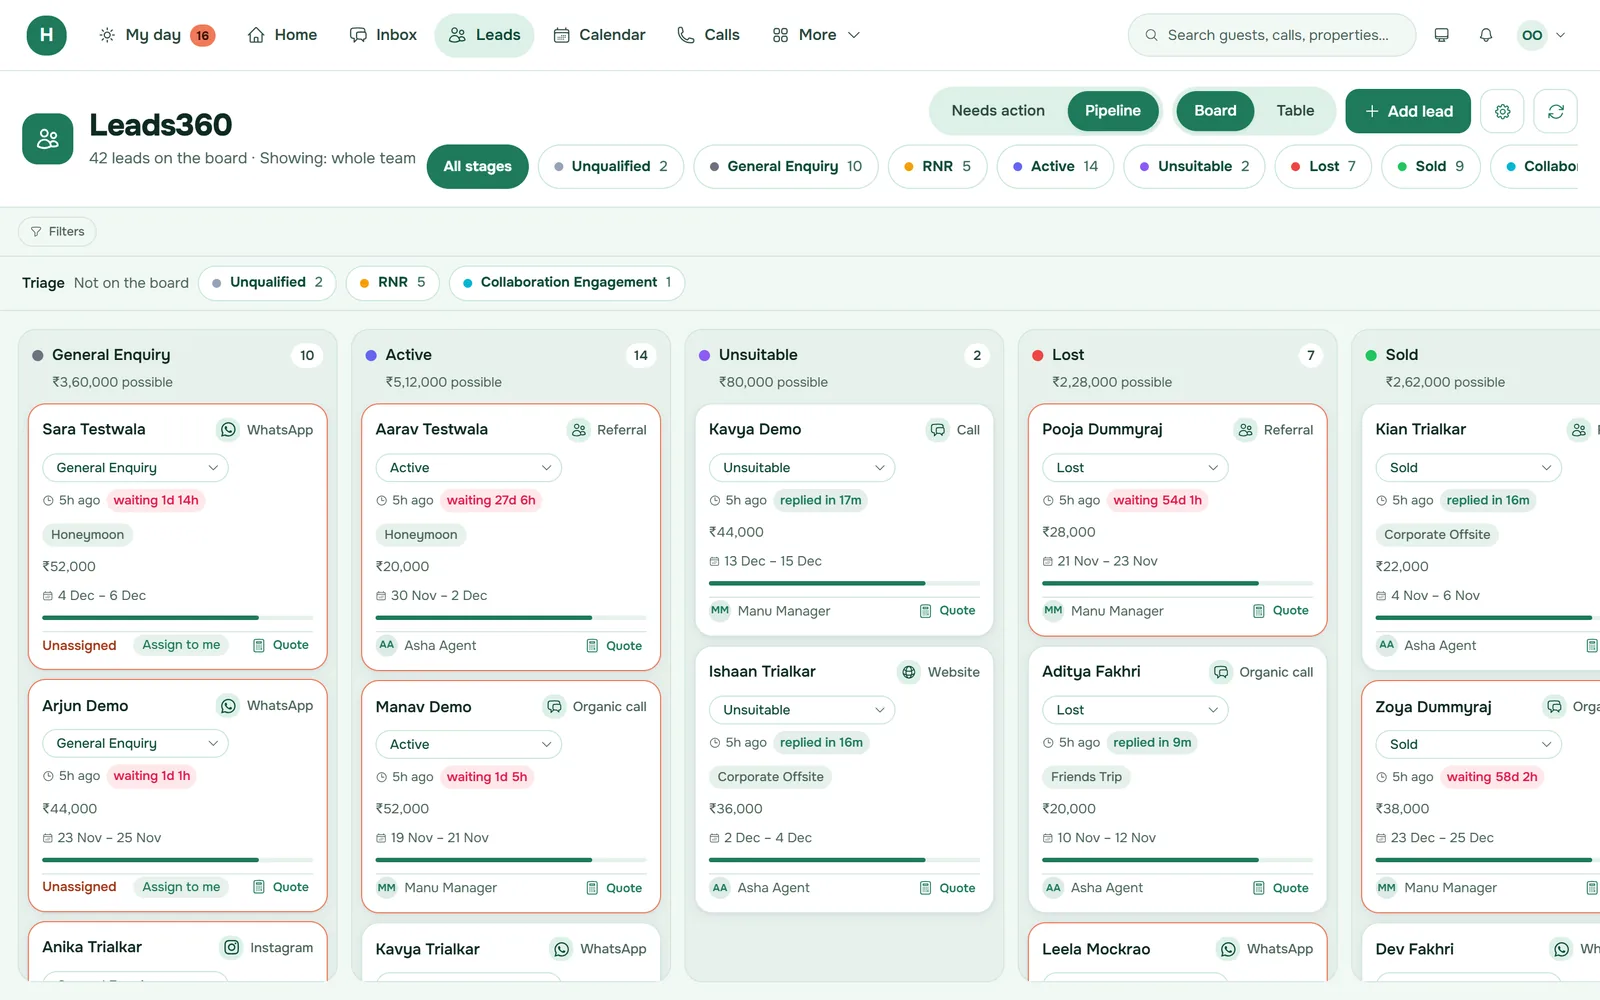 H My day 16 Home Inbox Leads Calendar Calls More Search guests, calls, properties... OO
Leads360
42 leads on the board · Showing: whole team
Needs action Pipeline Board Table + Add lead
All stages Unqualified 2 General Enquiry 10 RNR 5 Active 14 Unsuitable 2 Lost 7 Sold 9 Collabo
Filters
Triage Not on the board Unqualified 2 RNR 5 Collaboration Engagement 1
General Enquiry 10
₹3,60,000 possible
Sara Testwala WhatsApp
General Enquiry
5h ago waiting 1d 14h
Honeymoon
₹52,000
4 Dec – 6 Dec
Unassigned Assign to me Quote
Arjun Demo WhatsApp
General Enquiry
5h ago waiting 1d 1h
₹44,000
23 Nov – 25 Nov
Unassigned Assign to me Quote
Anika Trialkar Instagram
Active 14
₹5,12,000 possible
Aarav Testwala Referral
Active
5h ago waiting 27d 6h
Honeymoon
₹20,000
30 Nov – 2 Dec
AA Asha Agent Quote
Manav Demo Organic call
Active
5h ago waiting 1d 5h
₹52,000
19 Nov – 21 Nov
MM Manu Manager Quote
Kavya Trialkar WhatsApp
Unsuitable 2
₹80,000 possible
Kavya Demo Call
Unsuitable
5h ago replied in 17m
₹44,000
13 Dec – 15 Dec
MM Manu Manager Quote
Ishaan Trialkar Website
Unsuitable
5h ago replied in 16m
Corporate Offsite
₹36,000
2 Dec – 4 Dec
AA Asha Agent Quote
Lost 7
₹2,28,000 possible
Pooja Dummyraj Referral
Lost
5h ago waiting 54d 1h
₹28,000
21 Nov – 23 Nov
MM Manu Manager Quote
Aditya Fakhri Organic call
Lost
5h ago replied in 9m
Friends Trip
₹20,000
10 Nov – 12 Nov
AA Asha Agent Quote
Leela Mockrao WhatsApp
Sold
₹2,62,000 possible
Kian Trialkar
Sold
5h ago replied in 16m
Corporate Offsite
₹22,000
4 Nov – 6 Nov
AA Asha Agent
Zoya Dummyraj Orga
Sold
5h ago waiting 58d 2h
₹38,000
23 Dec – 25 Dec
MM Manu Manager
Dev Fakhri Wh